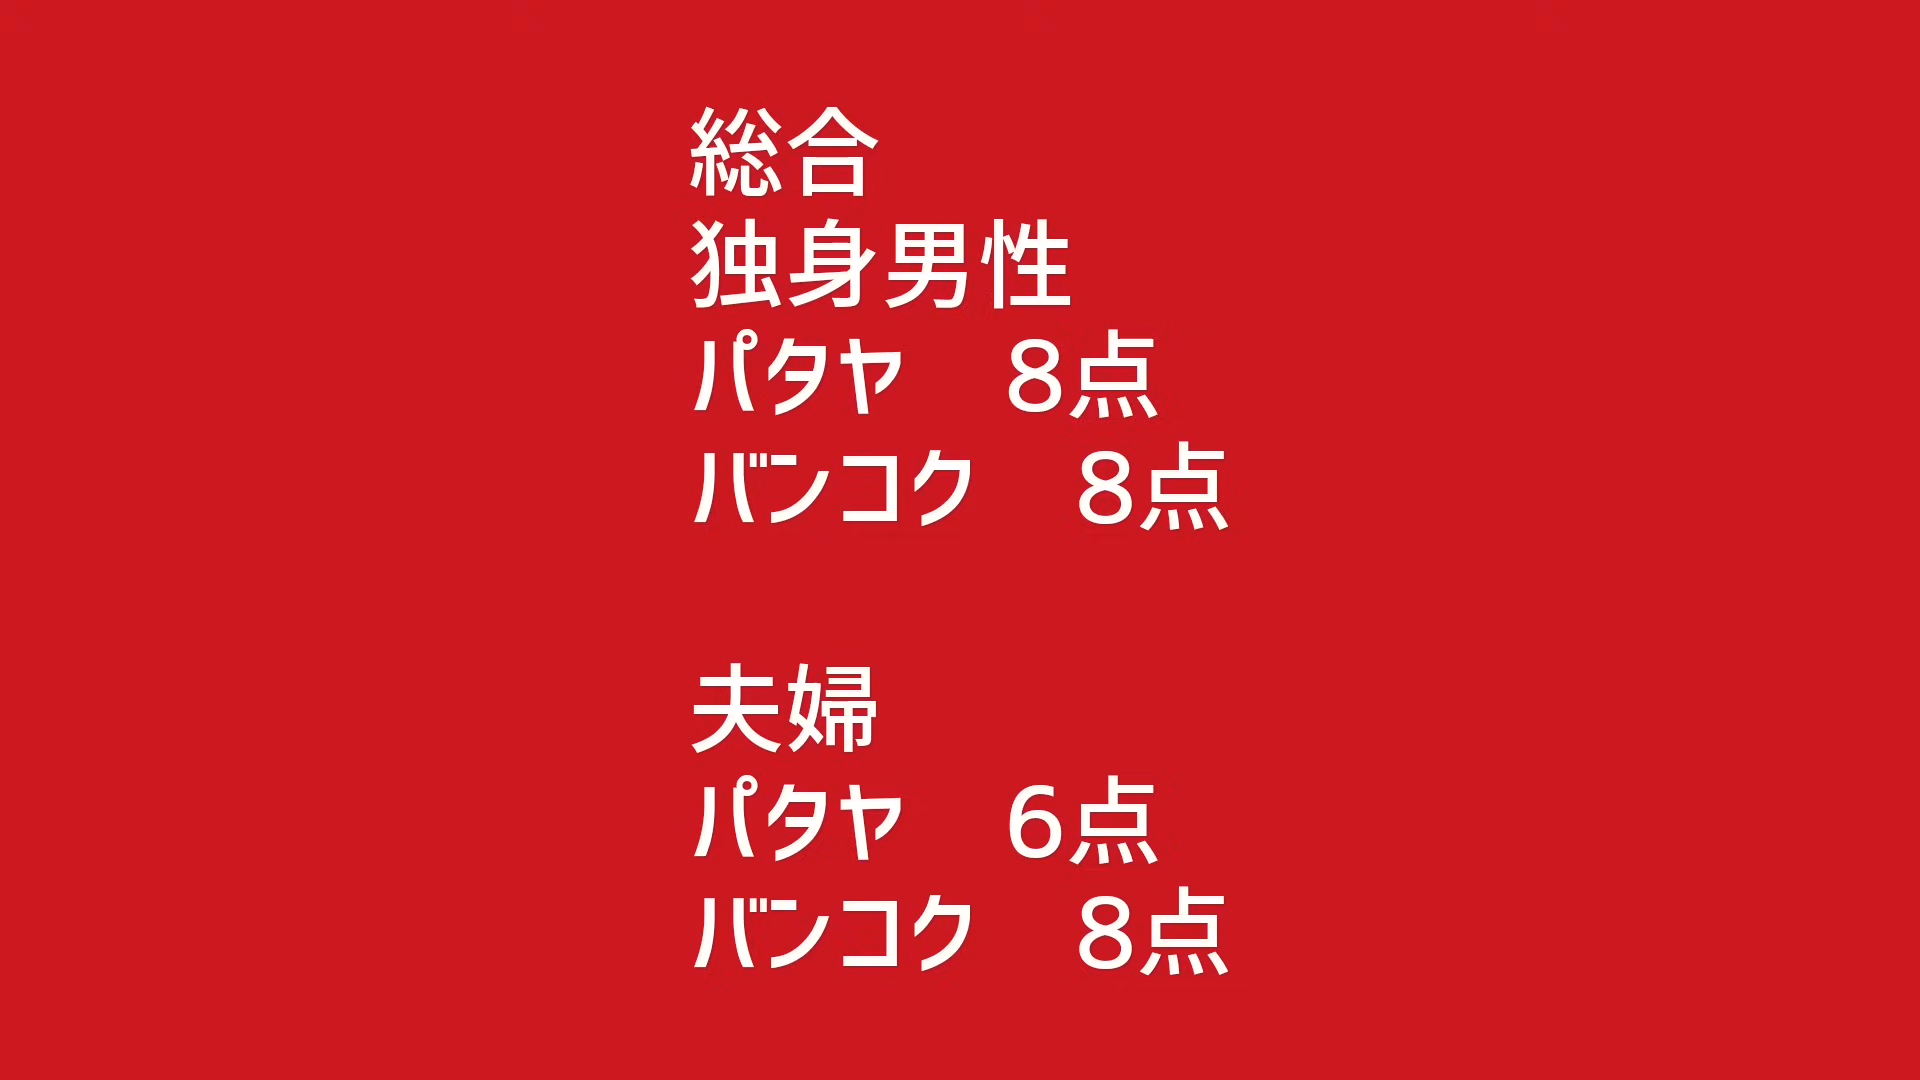 総合
独身男性
パタヤ　8点
バンコク　8点
夫婦
パタヤ　6点
バンコク　8点